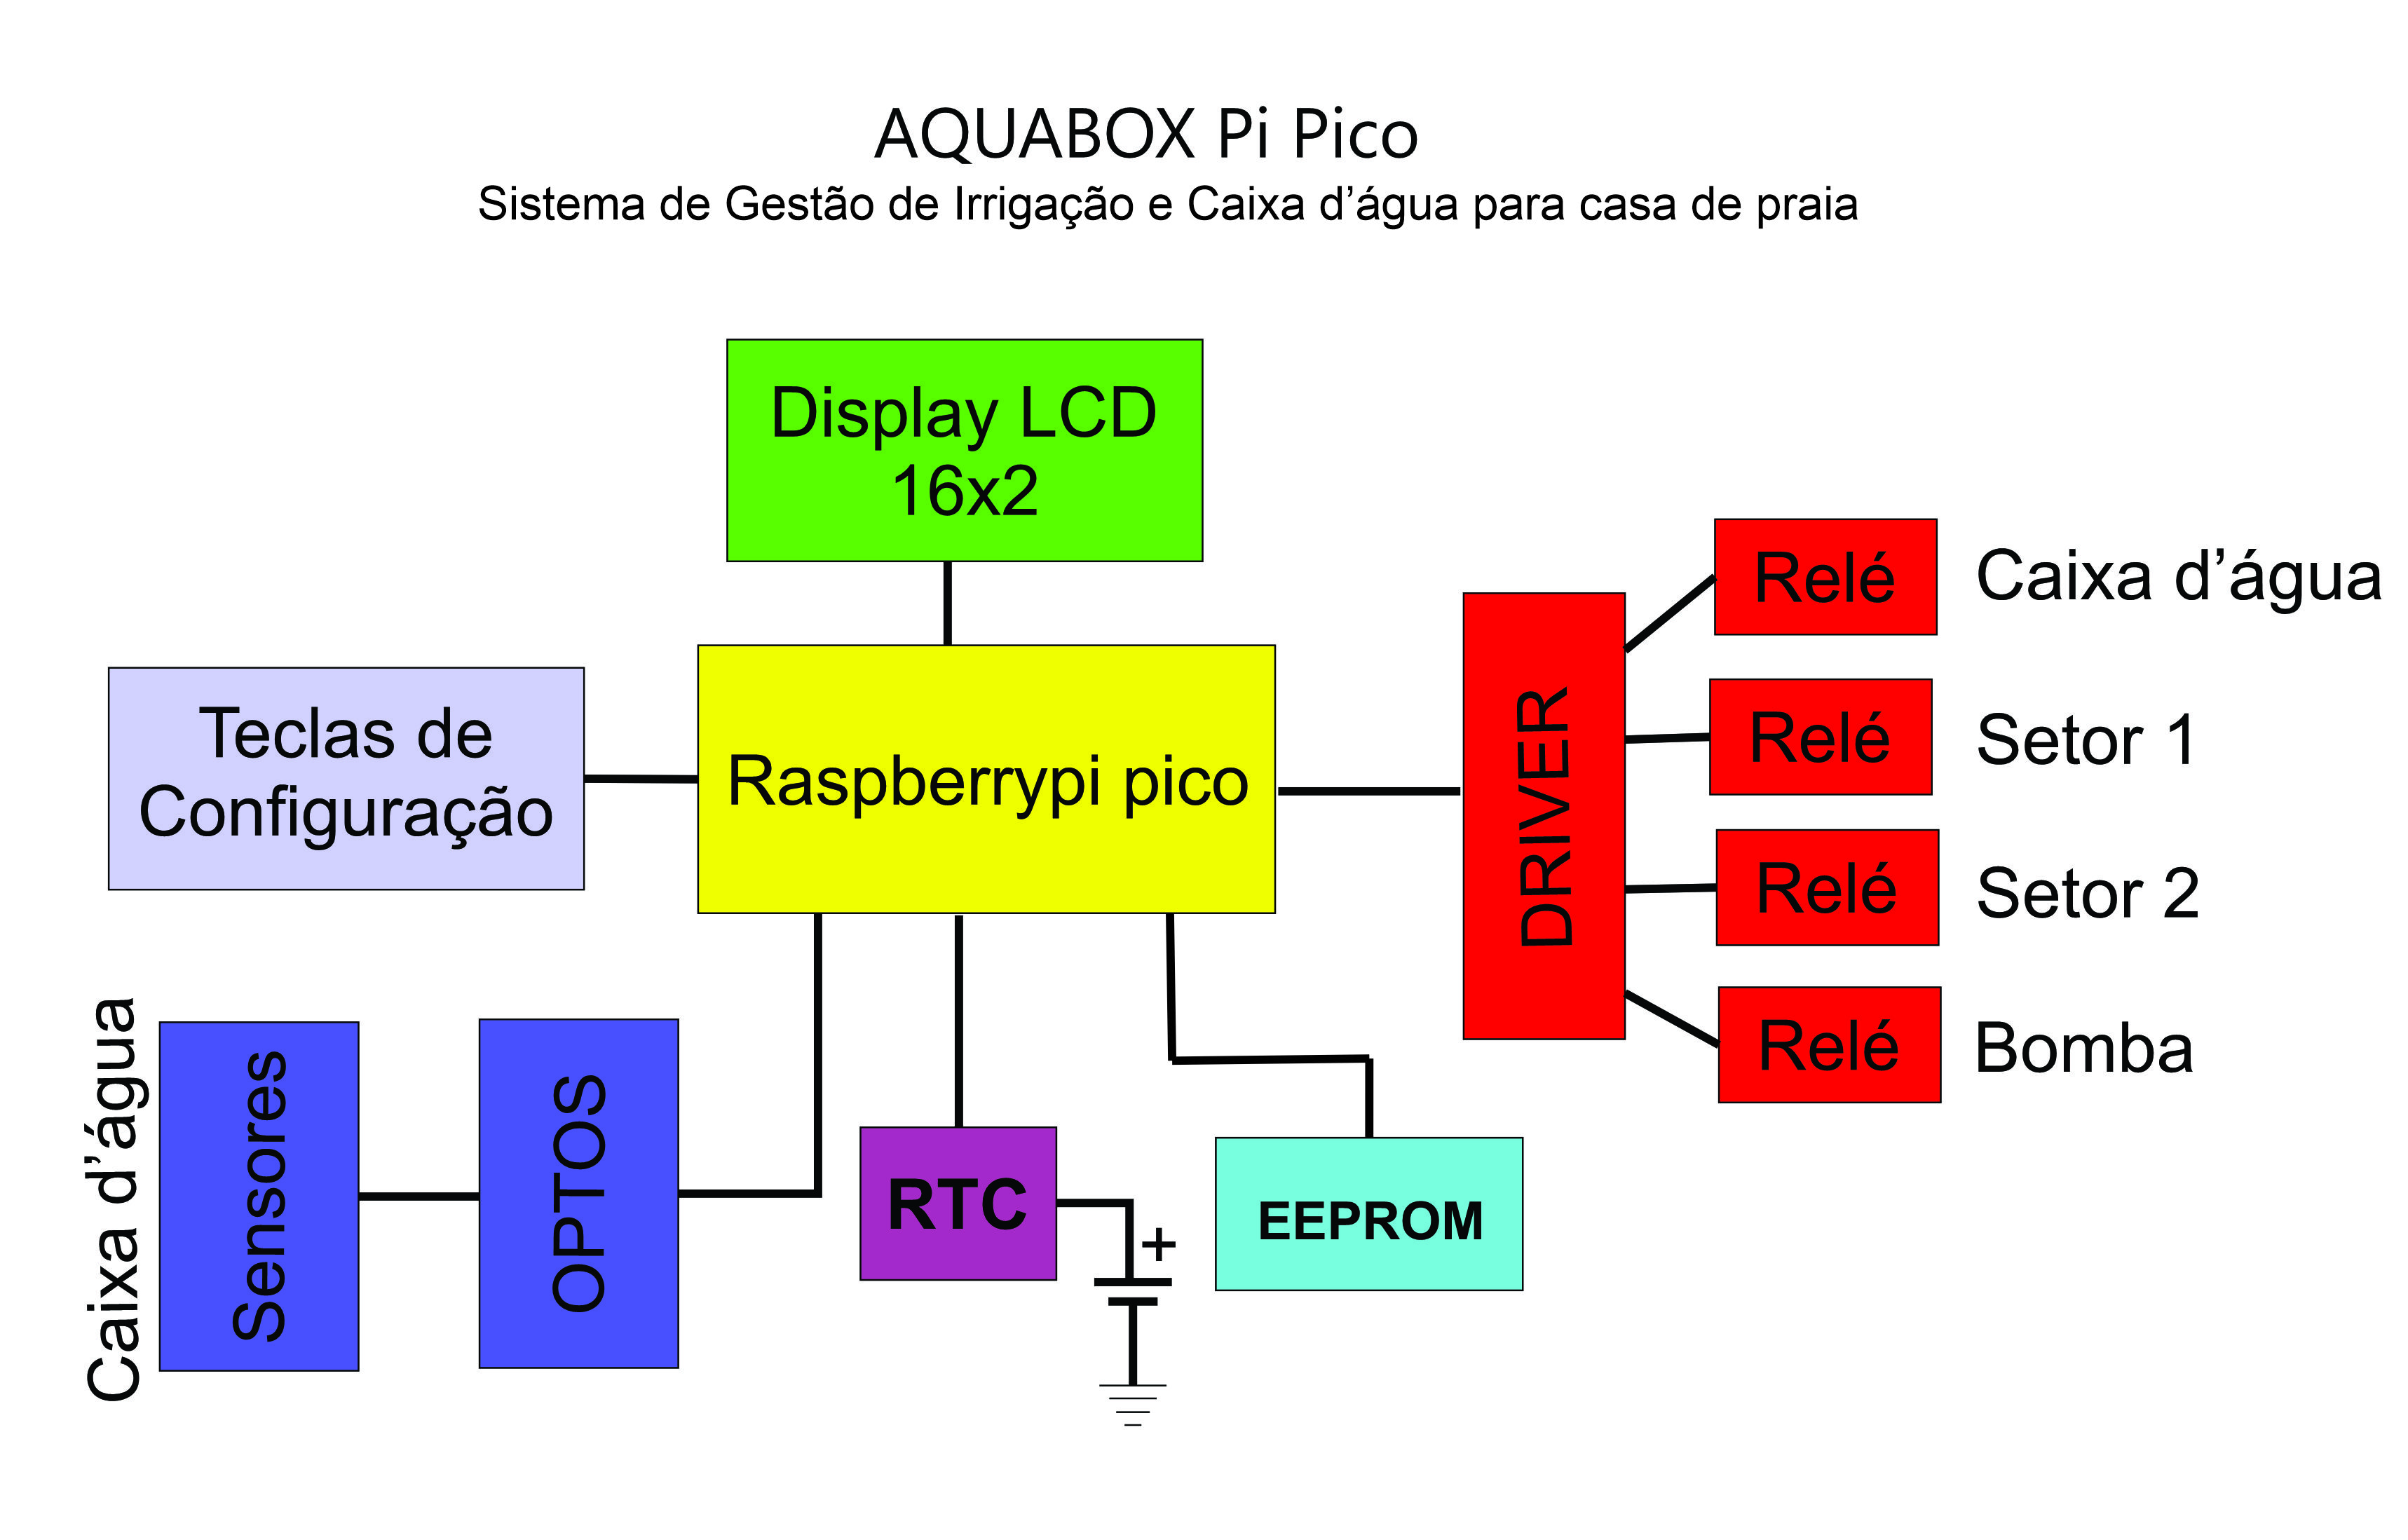 AQUABOX Pi Pico
Sistema de Gestão de Irrigação e Caixa d’água para casa de praia
Display LCD
16x2
Teclas de
Configuração
Raspberrypi pico
DRIVER
Relé
Caixa d’água
Relé
Setor 1
Relé
Setor 2
Relé
Bomba
Caixa d’água
Sensores
OPTOS
RTC
+
EEPROM